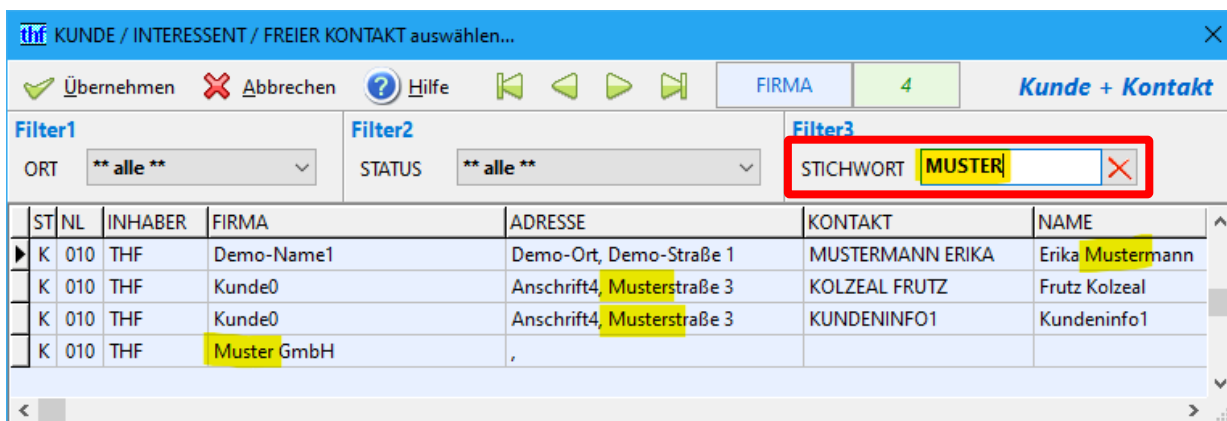 thf KUNDE / INTERESSENT / FREIER KONTAKT auswählen...
Übernehmen Abbrechen ? Hilfe FIRMA 4 Kunde + Kontakt
Filter1 Filter2 Filter3
ORT ** alle ** STATUS ** alle ** STICHWORT MUSTER
ST NL INHABER FIRMA ADRESSE KONTAKT NAME
K 010 THF Demo-Name1 Demo-Ort, Demo-Straße 1 MUSTERMANN ERIKA Erika Mustermann
K 010 THF Kunde0 Anschrift4, Musterstraße 3 KOLZEAL FRUTZ Frutz Kolzeal
K 010 THF Kunde0 Anschrift4, Musterstraße 3 KUNDENINFO1 Kundeninfo1
K 010 THF Muster GmbH ,